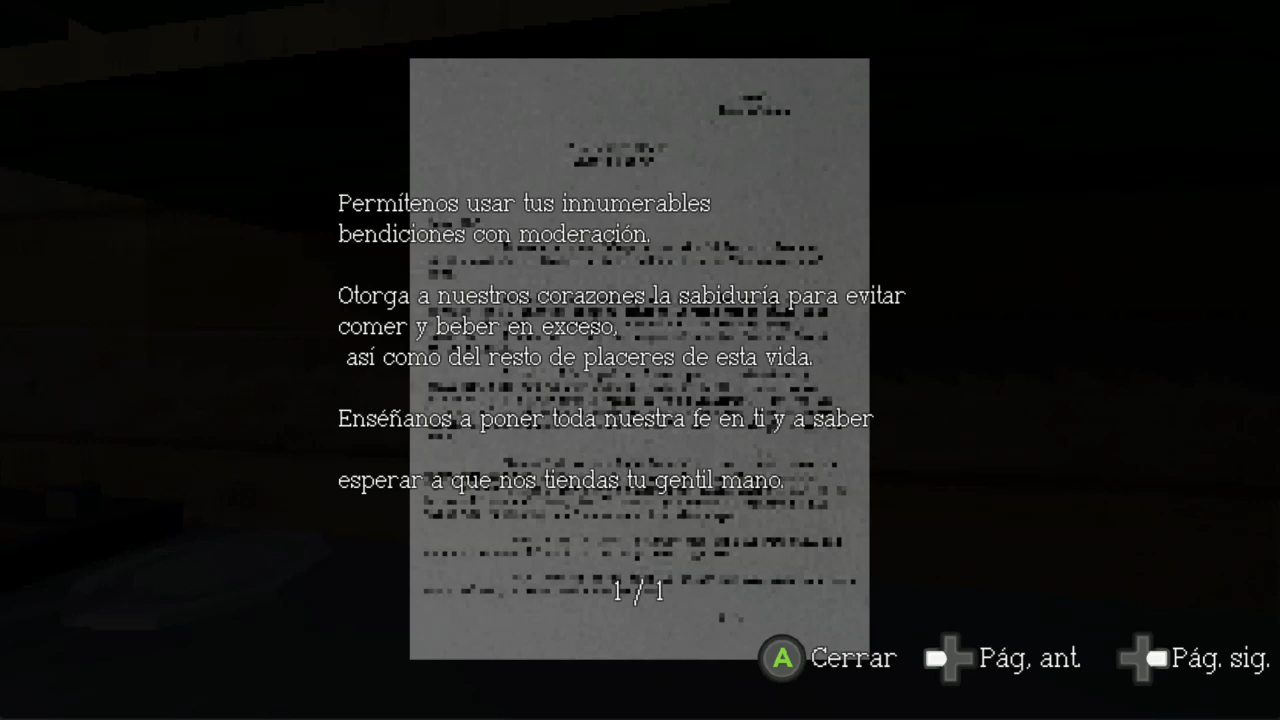 Permítenos usar tus innumerables
bendiciones con moderación.
Otorga a nuestros corazones la sabiduría para evitar
comer y beber en exceso,
así como del resto de placeres de esta vida.
Enséñanos a poner toda nuestra fe en ti y a saber
esperar a que nos tiendas tu gentil mano.
1 / 1
A Cerrar
Pág, ant.
Pág. sig.